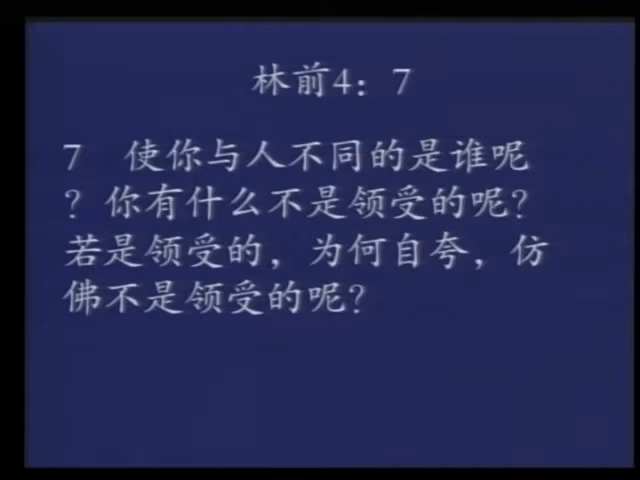 林前4：7
7 使你与人不同的是谁呢
？你有什么不是领受的呢？
若是领受的，为何自夸，仿
佛不是领受的呢？